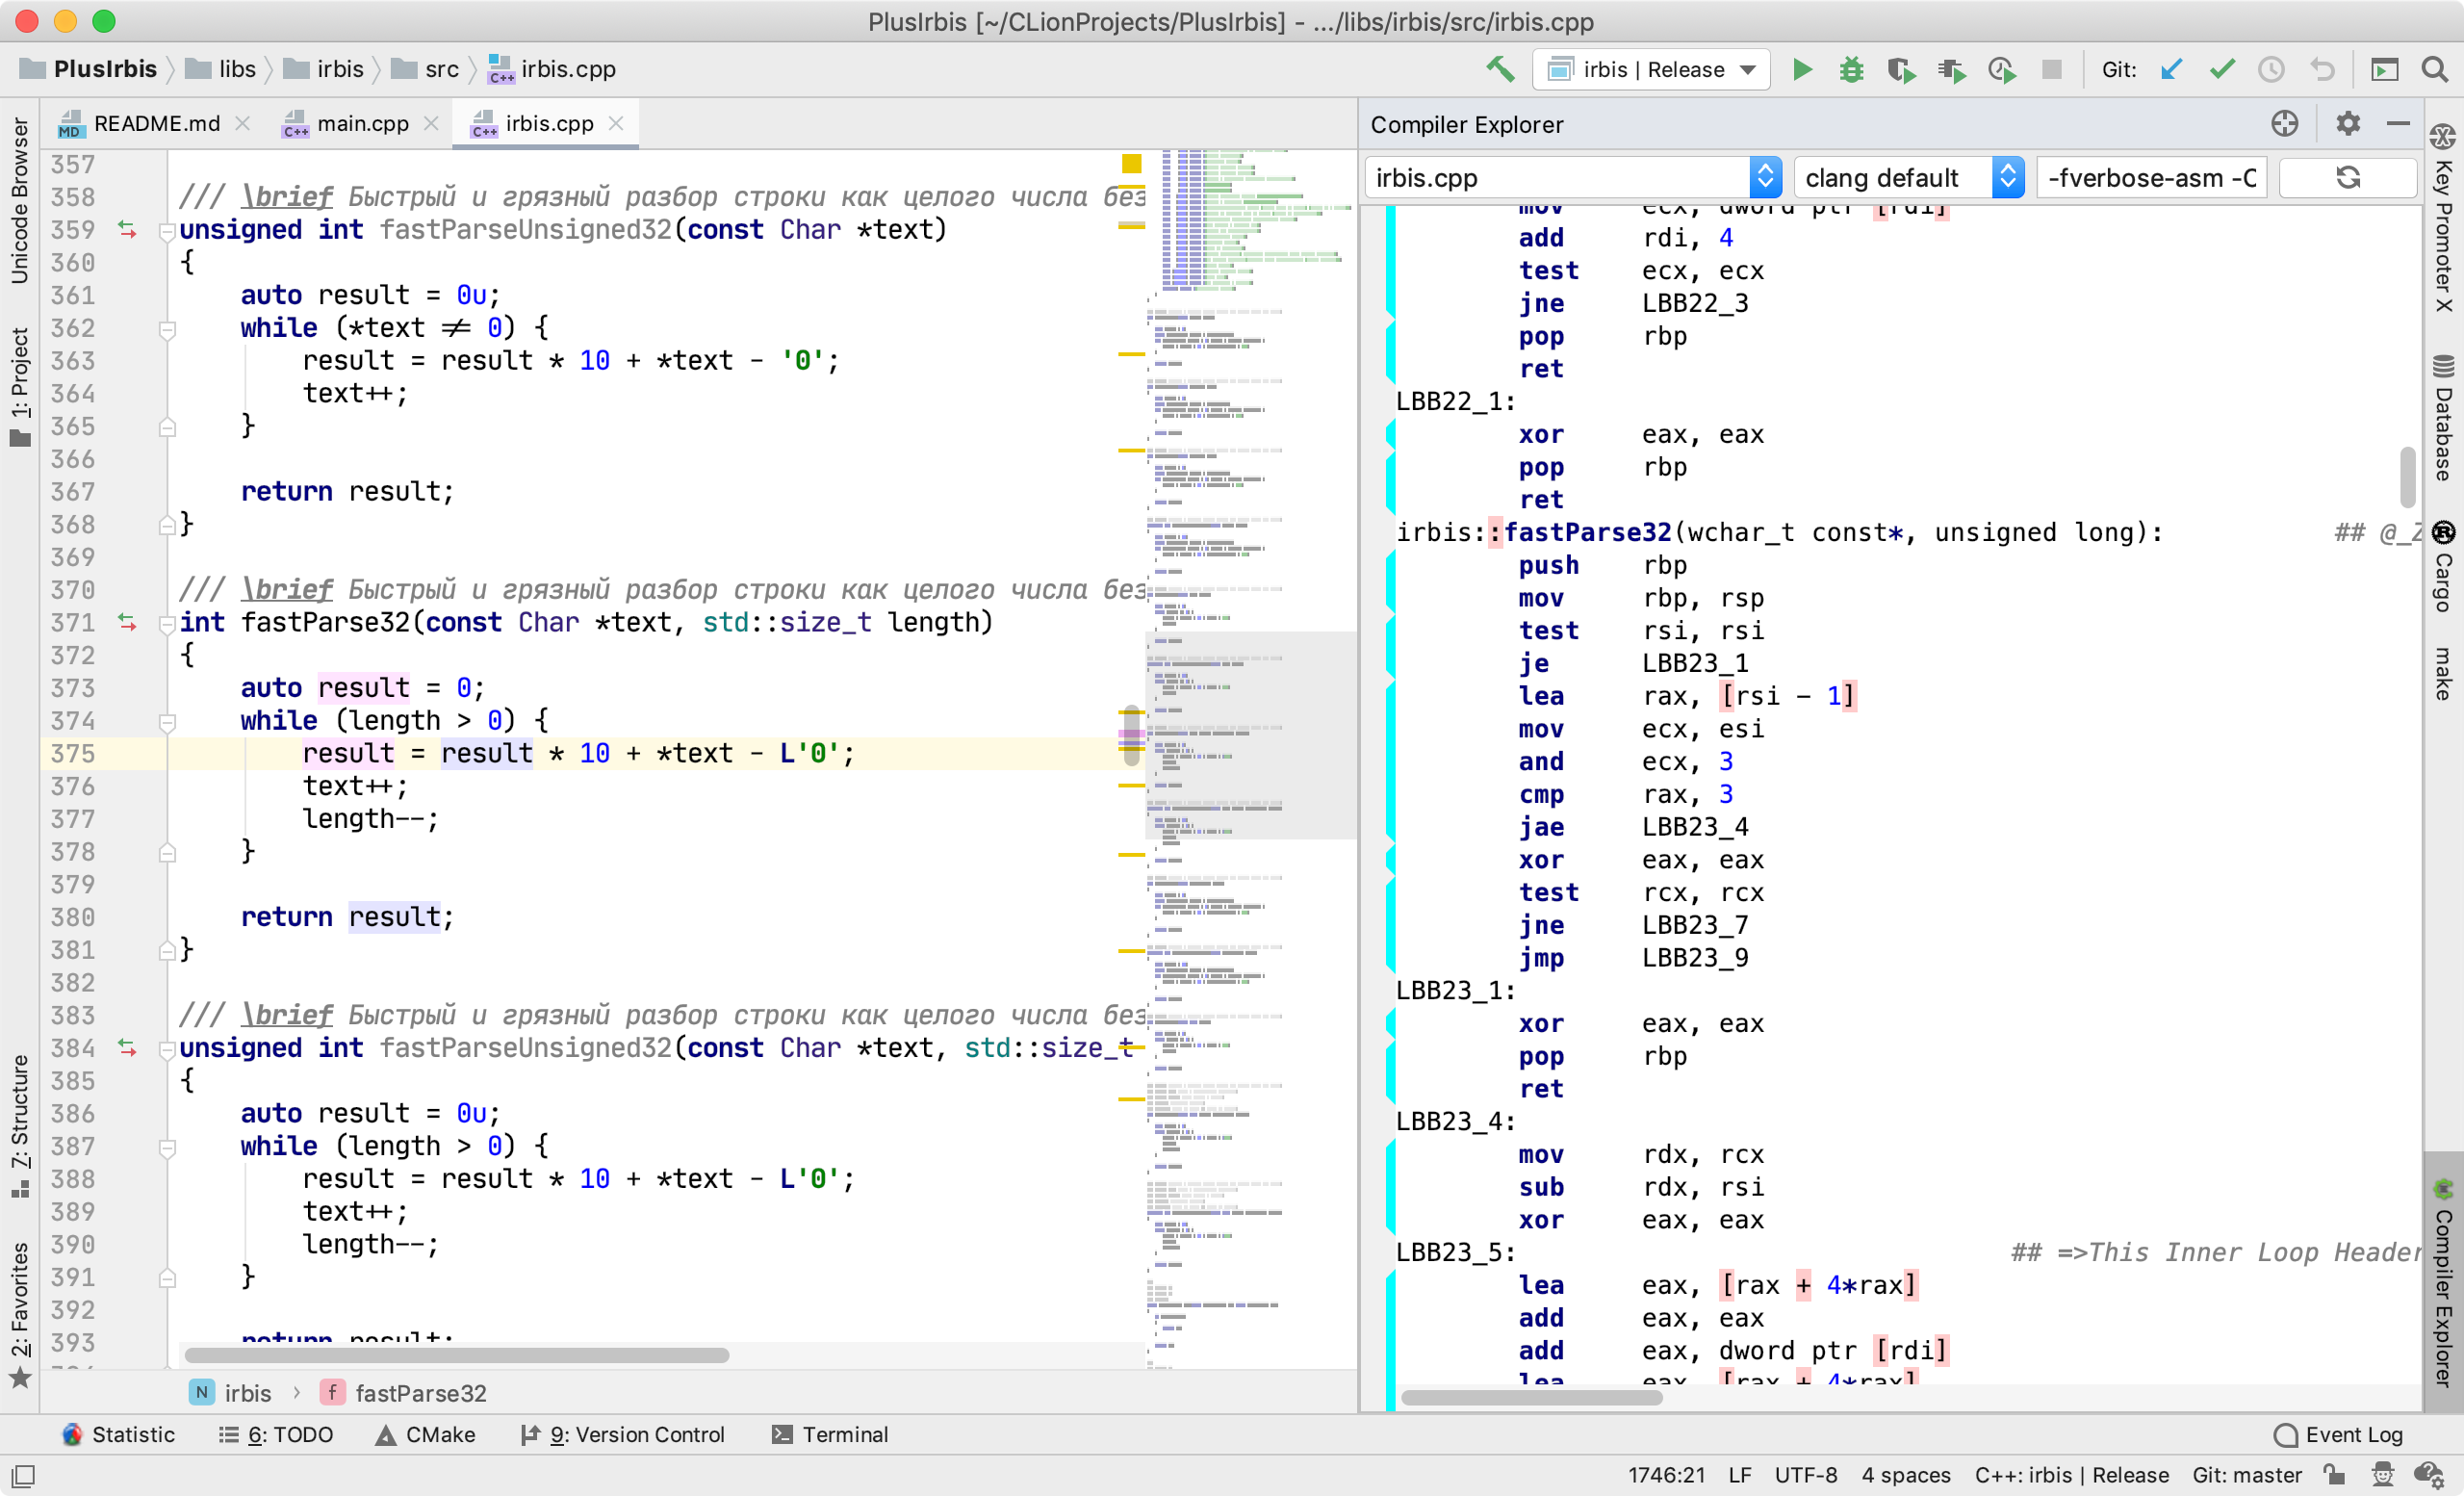 PlusIrbis [~/CLionProjects/PlusIrbis] - .../libs/irbis/src/irbis.cpp
PlusIrbis libs irbis src irbis.cpp
irbis | Release
Git:
README.md main.cpp irbis.cpp
Unicode Browser
1: Project
7: Structure
2: Favorites
357
358 /// \brief Быстрый и грязный разбор строки как целого числа без
359 unsigned int fastParseUnsigned32(const Char *text)
360 {
361 auto result = 0u;
362 while (*text ≠ 0) {
363 result = result * 10 + *text - '0';
364 text++;
365 }
366
367 return result;
368 }
369
370 /// \brief Быстрый и грязный разбор строки как целого числа без
371 int fastParse32(const Char *text, std::size_t length)
372 {
373 auto result = 0;
374 while (length > 0) {
375 result = result * 10 + *text - L'0';
376 text++;
377 length--;
378 }
379
380 return result;
381 }
382
383 /// \brief Быстрый и грязный разбор строки как целого числа без
384 unsigned int fastParseUnsigned32(const Char *text, std::size_t
385 {
386 auto result = 0u;
387 while (length > 0) {
388 result = result * 10 + *text - L'0';
389 text++;
390 length--;
391 }
392
393 return result;
N irbis › f fastParse32
Compiler Explorer
irbis.cpp clang default -fverbose-asm -O
mov ecx, dword ptr [rdi]
add rdi, 4
test ecx, ecx
jne LBB22_3
pop rbp
ret
LBB22_1:
xor eax, eax
pop rbp
ret
irbis::fastParse32(wchar_t const*, unsigned long): ## @_Z
push rbp
mov rbp, rsp
test rsi, rsi
je LBB23_1
lea rax, [rsi - 1]
mov ecx, esi
and ecx, 3
cmp rax, 3
jae LBB23_4
xor eax, eax
test rcx, rcx
jne LBB23_7
jmp LBB23_9
LBB23_1:
xor eax, eax
pop rbp
ret
LBB23_4:
mov rdx, rcx
sub rdx, rsi
xor eax, eax
LBB23_5: ## =>This Inner Loop Header
lea eax, [rax + 4*rax]
add eax, eax
add eax, dword ptr [rdi]
lea eax, [rax + 4*rax]
Key Promoter X
Database
Cargo
make
Compiler Explorer
Statistic 6: TODO CMake 9: Version Control Terminal Event Log
1746:21 LF UTF-8 4 spaces C++: irbis | Release Git: master